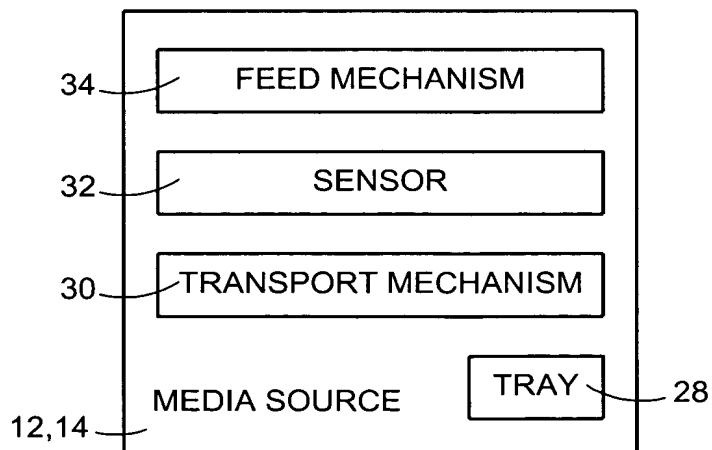 34
FEED MECHANISM
32
SENSOR
30
TRANSPORT MECHANISM
TRAY
28
MEDIA SOURCE
12,14